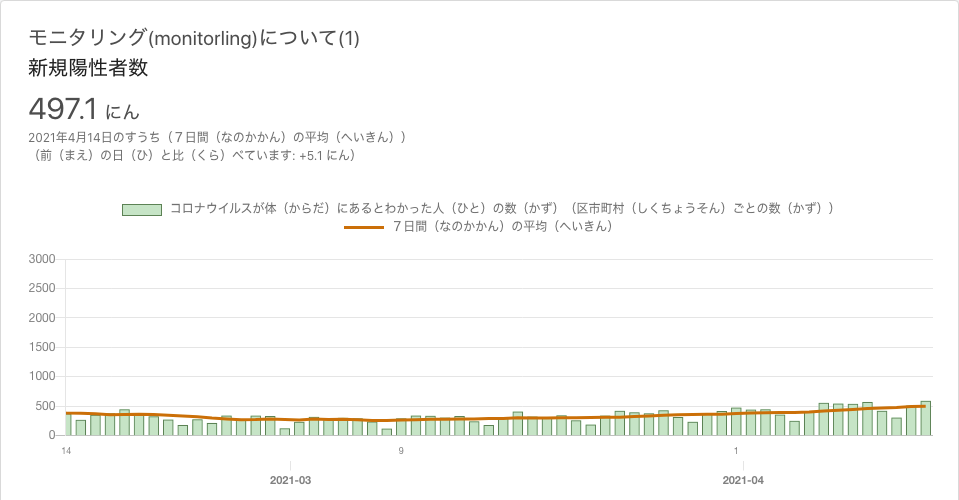 モニタリング(monitorling)について(1)
新規陽性者数
497.1 にん
2021年4月14日のすうち（７日間（なのかかん）の平均（へいきん））
（前（まえ）の日（ひ）と比（くら）べています: +5.1 にん）
コロナウイルスが体（からだ）にあるとわかった人（ひと）の数（かず）（区市町村（しくちょうそん）ごとの数（かず））
７日間（なのかかん）の平均（へいきん）
3000
2500
2000
1500
1000
500
0
14 9 1
2021-03 2021-04